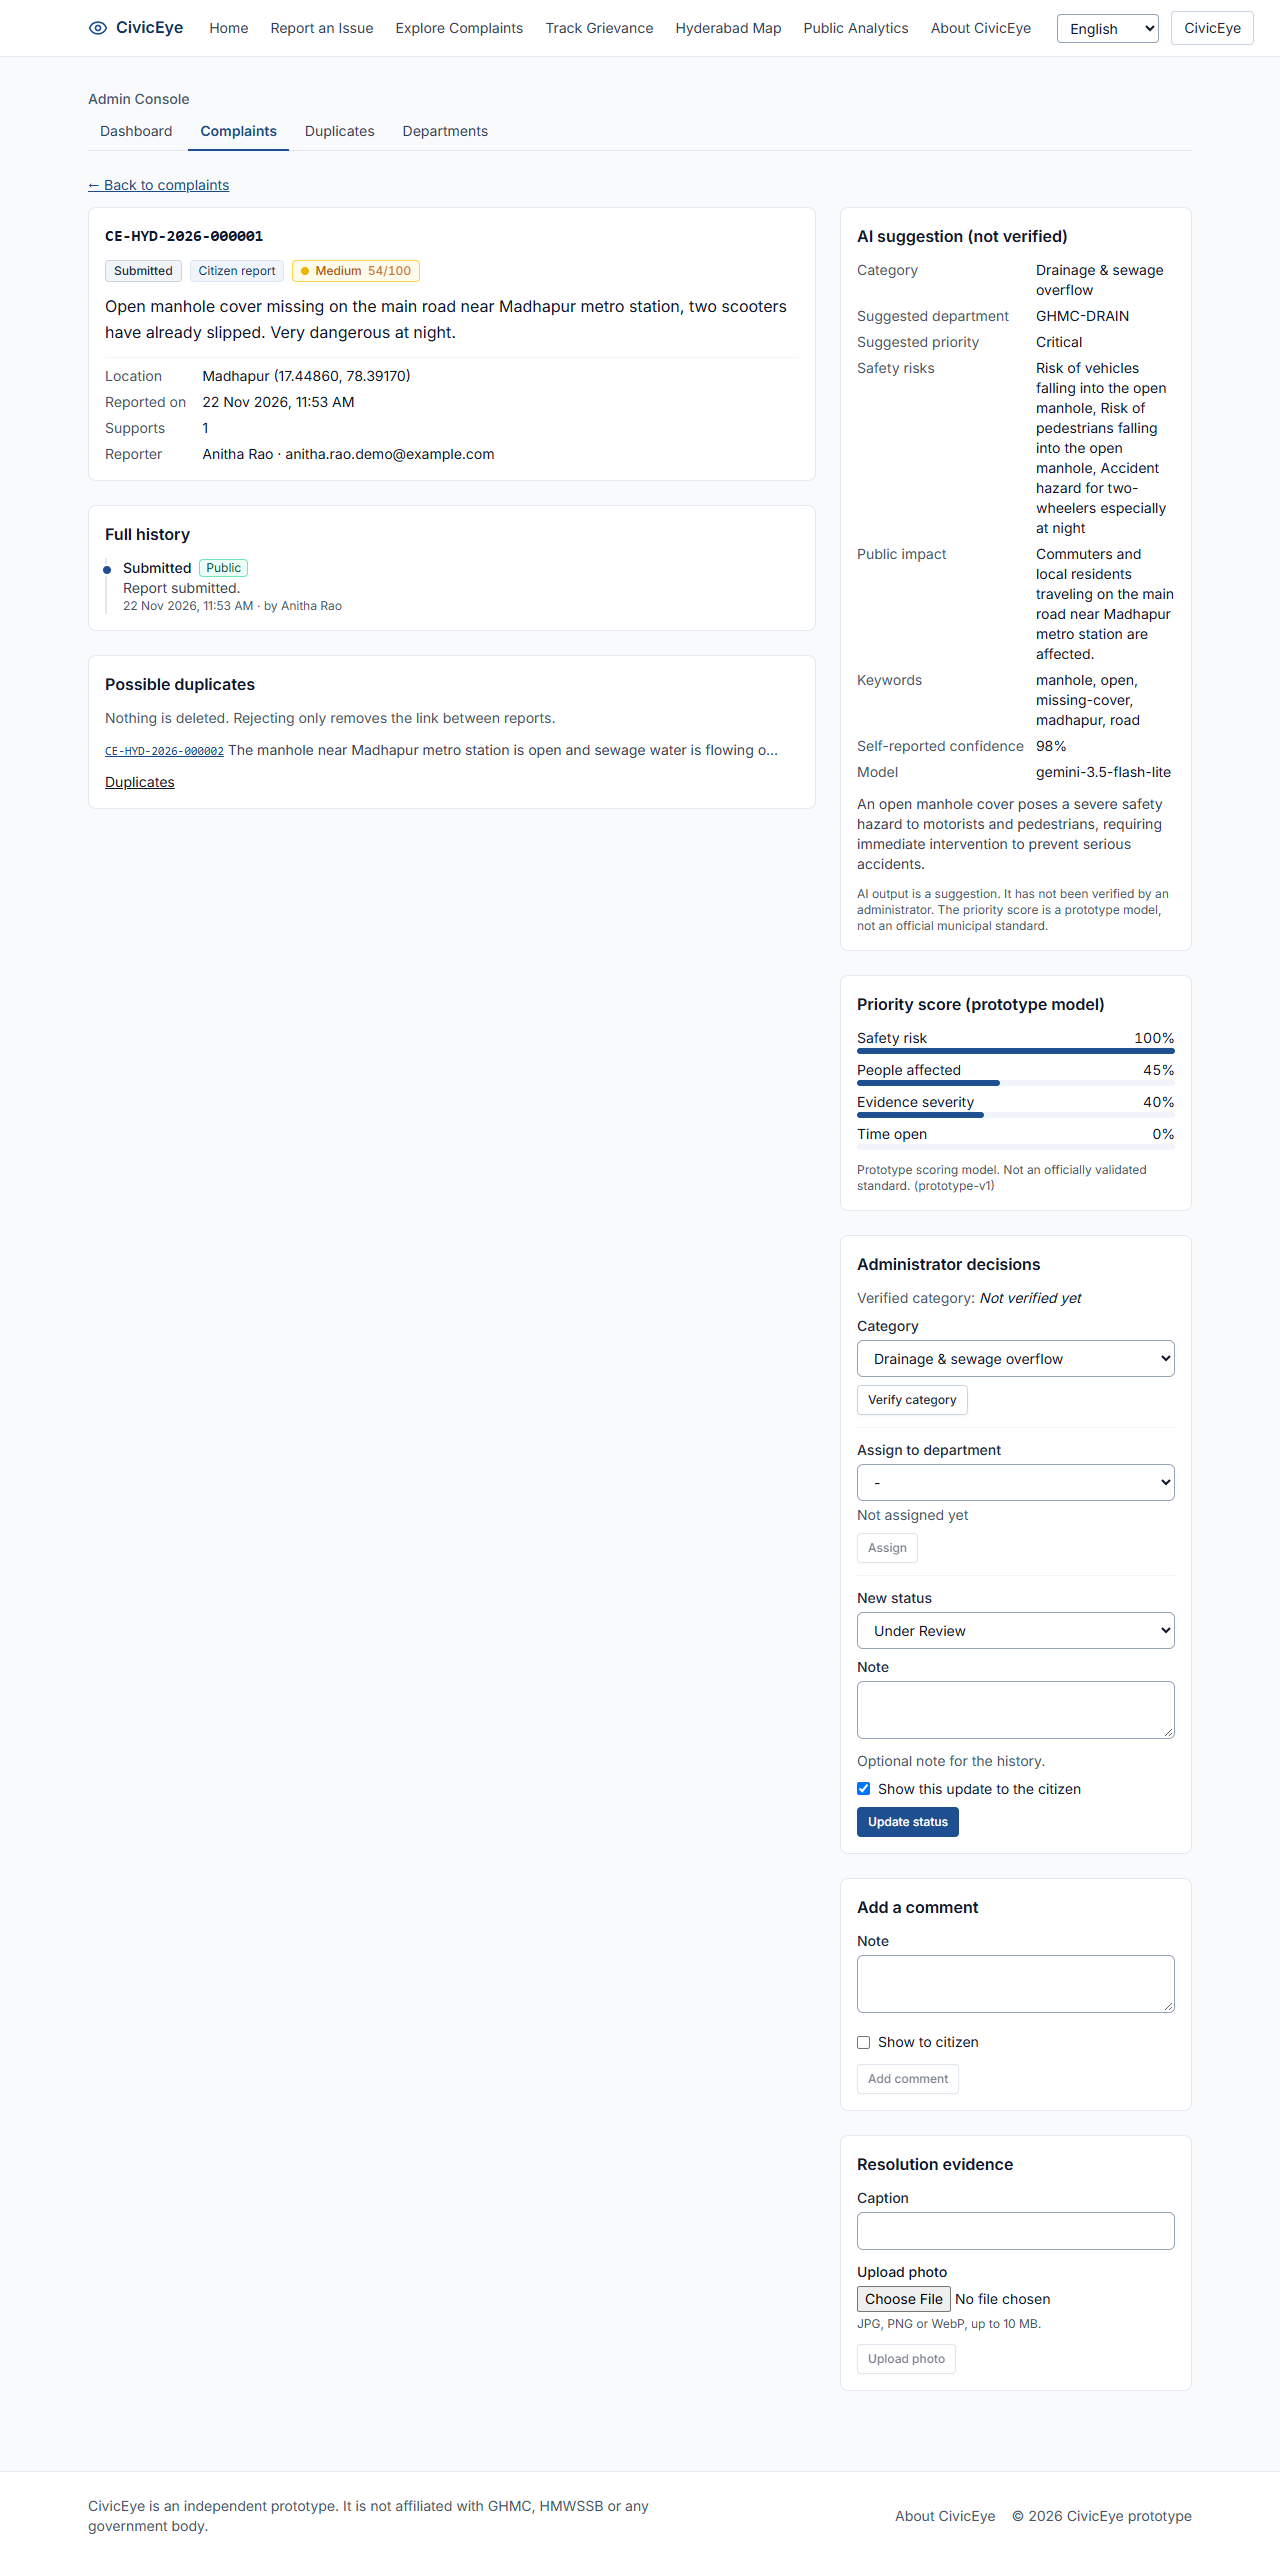 CivicEye Home Report an Issue Explore Complaints Track Grievance Hyderabad Map Public Analytics About CivicEye English CivicEye
Admin Console
Dashboard Complaints Duplicates Departments
← Back to complaints
CE-HYD-2026-000001
Submitted Citizen report Medium 54/100
Open manhole cover missing on the main road near Madhapur metro station, two scooters
have already slipped. Very dangerous at night.
Location Madhapur (17.44860, 78.39170)
Reported on 22 Nov 2026, 11:53 AM
Supports 1
Reporter Anitha Rao · anitha.rao.demo@example.com
Full history
Submitted Public
Report submitted.
22 Nov 2026, 11:53 AM · by Anitha Rao
Possible duplicates
Nothing is deleted. Rejecting only removes the link between reports.
CE-HYD-2026-000002 The manhole near Madhapur metro station is open and sewage water is flowing o...
Duplicates
AI suggestion (not verified)
Category Drainage & sewage
overflow
Suggested department GHMC-DRAIN
Suggested priority Critical
Safety risks Risk of vehicles
falling into the open
manhole, Risk of
pedestrians falling
into the open
manhole, Accident
hazard for two-
wheelers especially
at night
Public impact Commuters and
local residents
traveling on the main
road near Madhapur
metro station are
affected.
Keywords manhole, open,
missing-cover,
madhapur, road
Self-reported confidence 98%
Model gemini-3.5-flash-lite
An open manhole cover poses a severe safety
hazard to motorists and pedestrians, requiring
immediate intervention to prevent serious
accidents.
AI output is a suggestion. It has not been verified by an
administrator. The priority score is a prototype model,
not an official municipal standard.
Priority score (prototype model)
Safety risk 100%
People affected 45%
Evidence severity 40%
Time open 0%
Prototype scoring model. Not an officially validated
standard. (prototype-v1)
Administrator decisions
Verified category: Not verified yet
Category
Drainage & sewage overflow
Verify category
Assign to department
-
Not assigned yet
Assign
New status
Under Review
Note
Optional note for the history.
Show this update to the citizen
Update status
Add a comment
Note
Show to citizen
Add comment
Resolution evidence
Caption
Upload photo
Choose File No file chosen
JPG, PNG or WebP, up to 10 MB.
Upload photo
CivicEye is an independent prototype. It is not affiliated with GHMC, HMWSSB or any
government body.
About CivicEye © 2026 CivicEye prototype